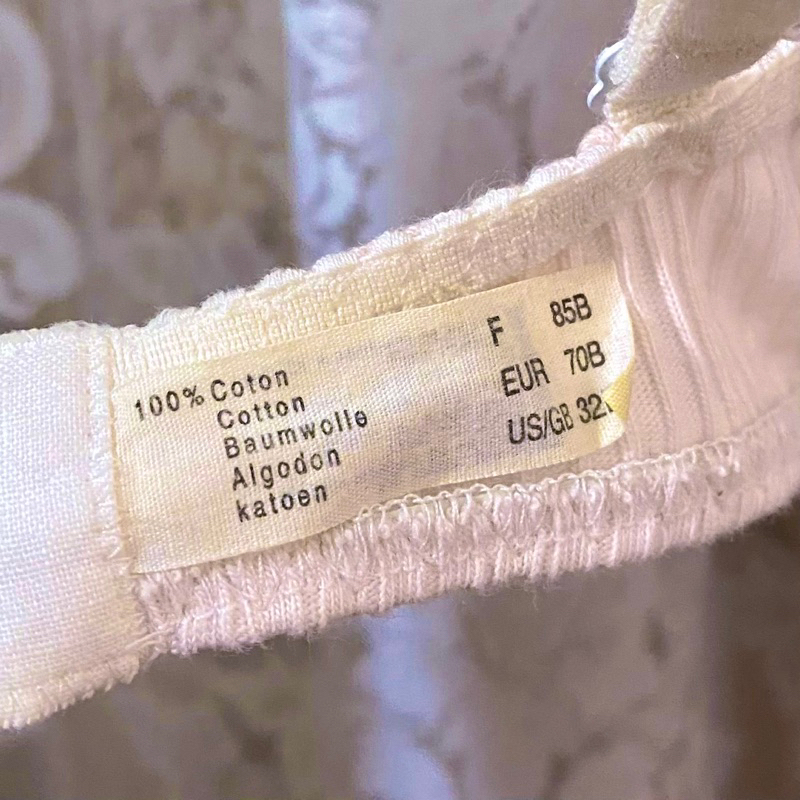 100% Coton
Cotton
Baumwolle
Algodon
katoen
F 85B
EUR 70B
US/GB 32